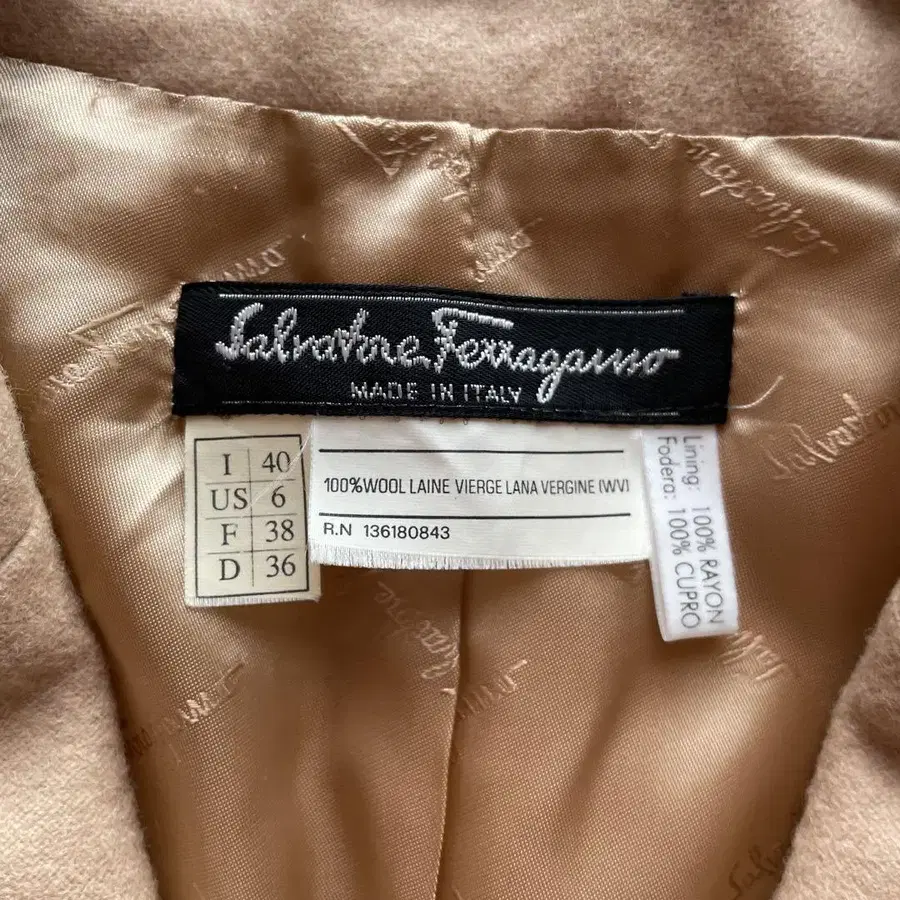 Salvatore Ferragamo
MADE IN ITALY
I 40
US 6
F 38
D 36
100%WOOL LAINE VIERGE LANA VERGINE (WV)
R.N 136180843
Lining: 100% RAYON
Fodera: 100% CUPRO
Salvatore